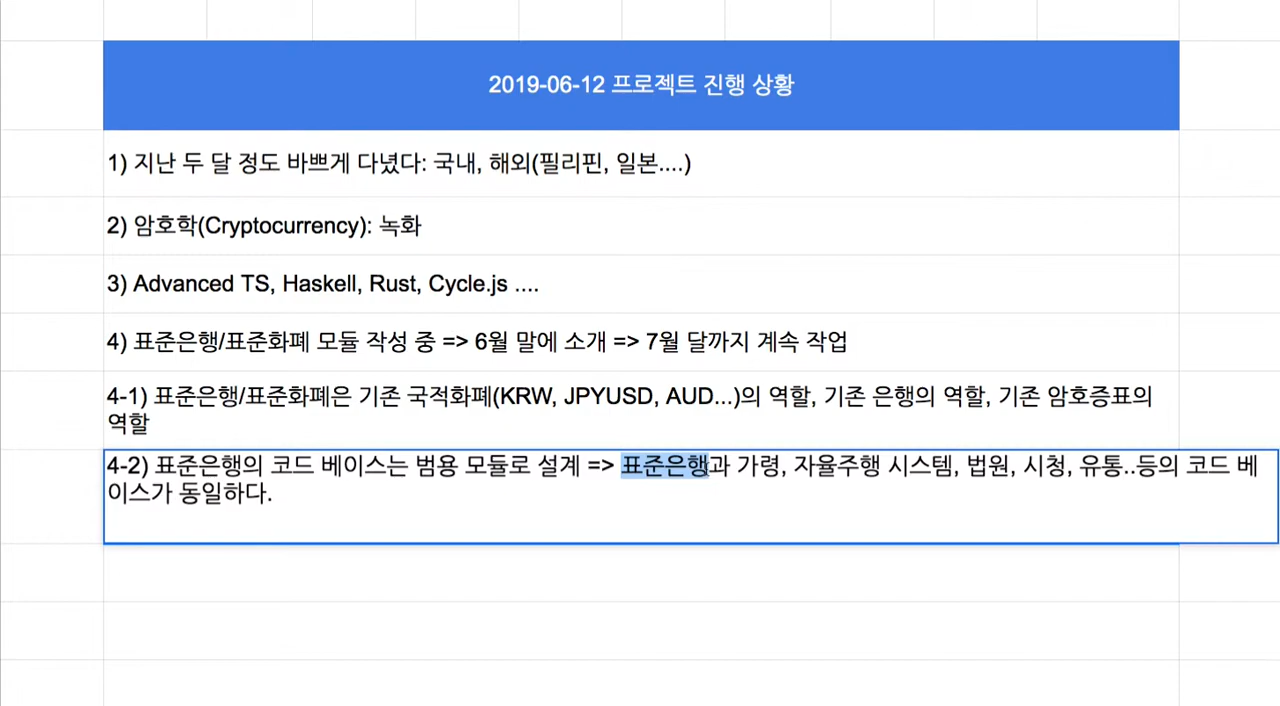 2019-06-12 프로젝트 진행 상황
1) 지난 두 달 정도 바쁘게 다녔다: 국내, 해외(필리핀, 일본....)
2) 암호학(Cryptocurrency): 녹화
3) Advanced TS, Haskell, Rust, Cycle.js ....
4) 표준은행/표준화폐 모듈 작성 중 => 6월 말에 소개 => 7월 달까지 계속 작업
4-1) 표준은행/표준화폐은 기존 국적화폐(KRW, JPYUSD, AUD...)의 역할, 기존 은행의 역할, 기존 암호증표의
역할
4-2) 표준은행의 코드 베이스는 범용 모듈로 설계 => 표준은행과 가령, 자율주행 시스템, 법원, 시청, 유통..등의 코드 베
이스가 동일하다.